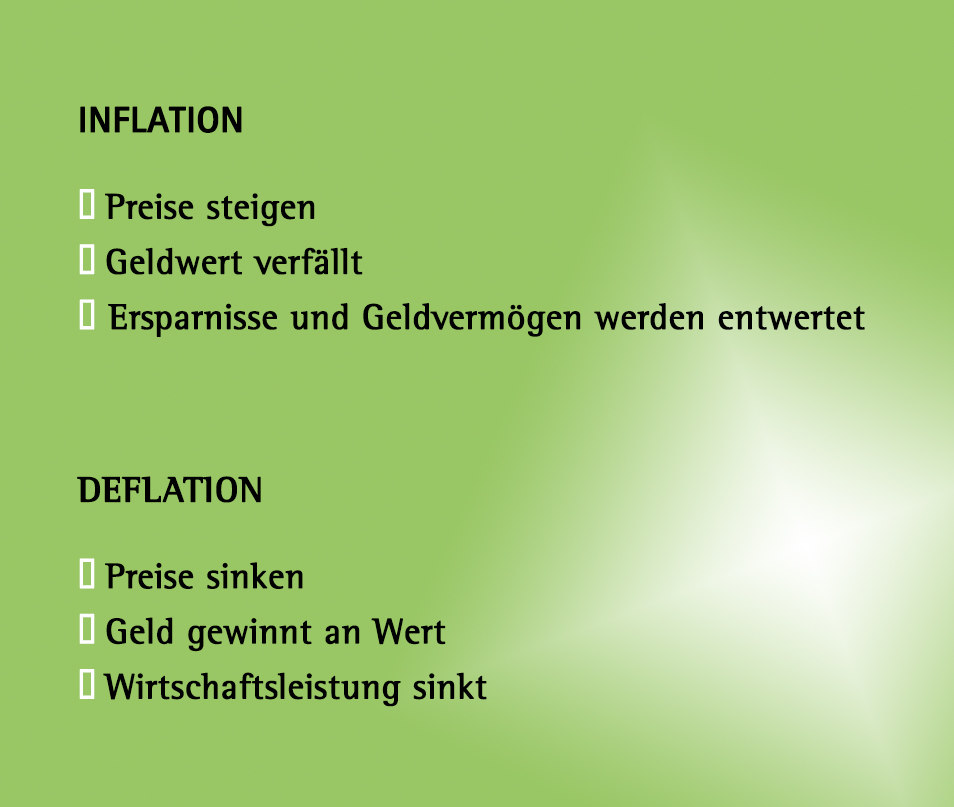 INFLATION
▯ Preise steigen
▯ Geldwert verfällt
▯ Ersparnisse und Geldvermögen werden entwertet
DEFLATION
▯ Preise sinken
▯ Geld gewinnt an Wert
▯ Wirtschaftsleistung sinkt